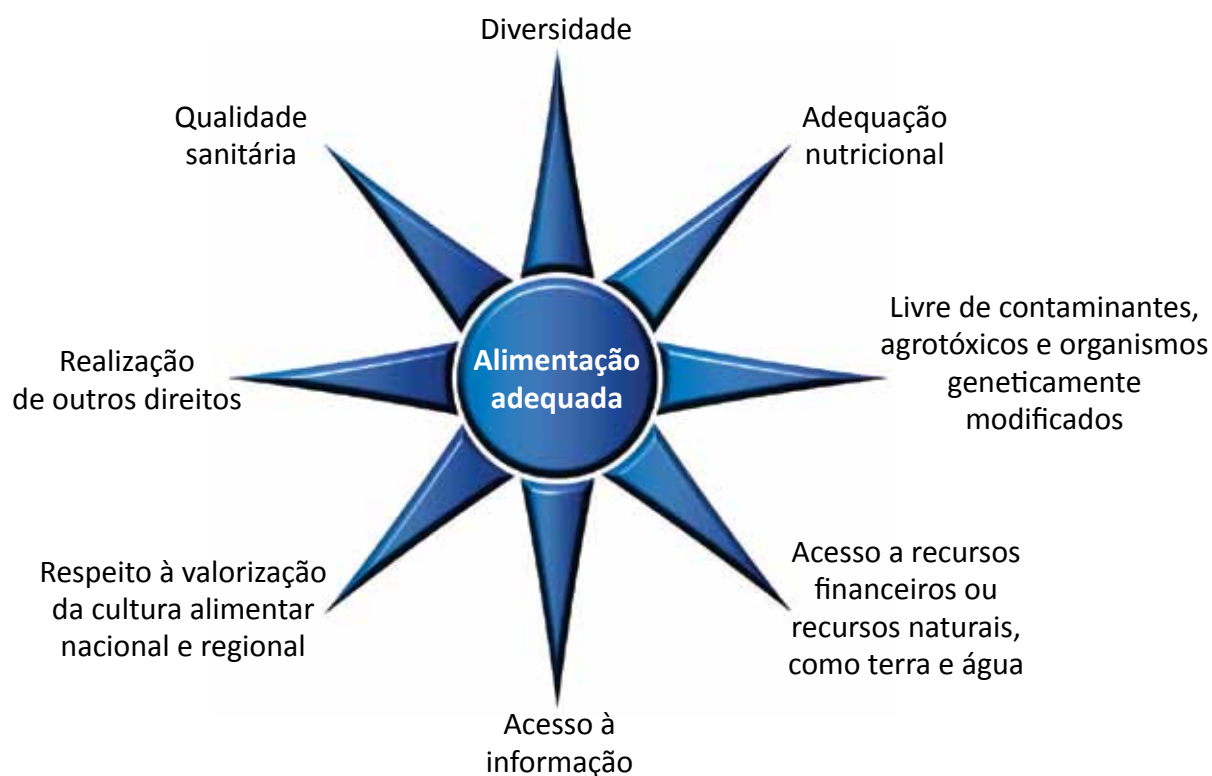 Diversidade
Qualidade
sanitária
Adequação
nutricional
Livre de contaminantes,
agrotóxicos e organismos
geneticamente
modificados
Realização
de outros direitos
Alimentação
adequada
Respeito à valorização
da cultura alimentar
nacional e regional
Acesso a recursos
financeiros ou
recursos naturais,
como terra e água
Acesso à
informação